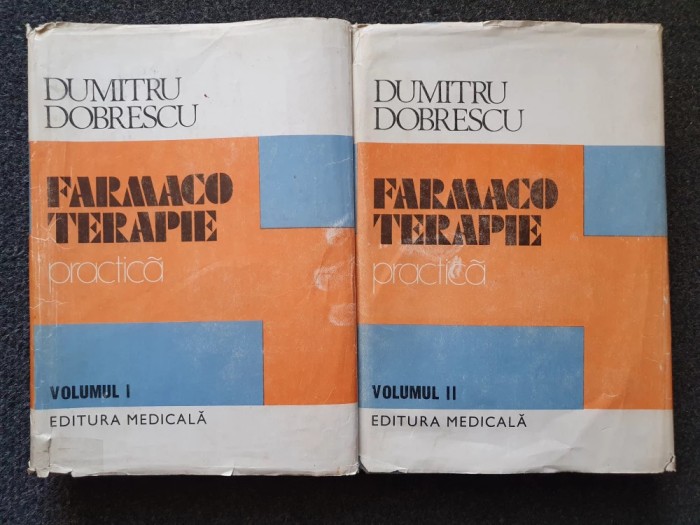 DUMITRU
DOBRESCU
FARMACO
TERAPIE
practică
VOLUMUL I
EDITURA MEDICALĂ
DUMITRU
DOBRESCU
FARMACO
TERAPIE
practică
VOLUMUL II
EDITURA MEDICALĂ